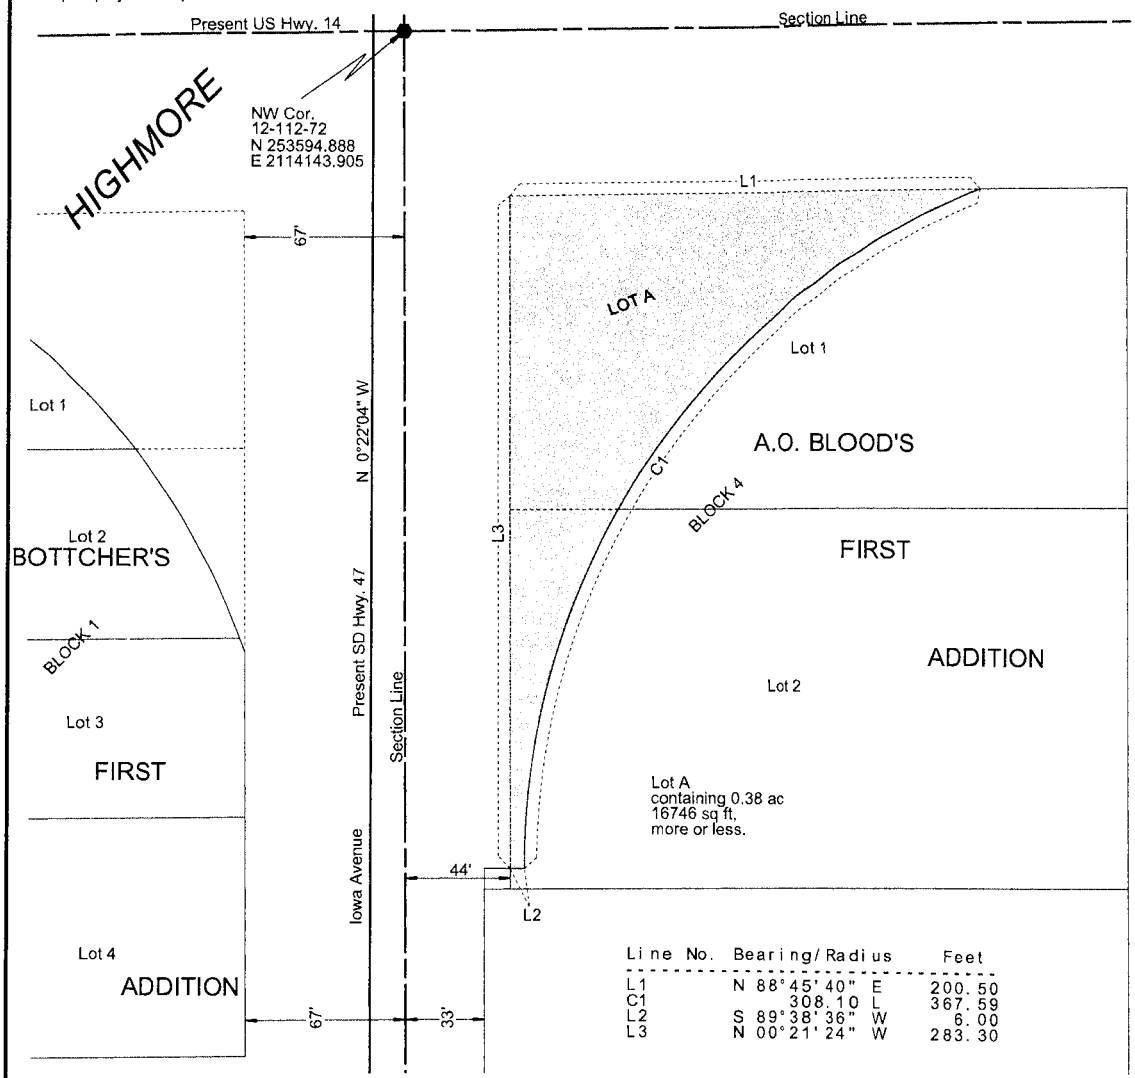 Present US Hwy. 14
Section Line
HIGHMORE
NW Cor.
12-112-72
N 253594.888
E 2114143.905
67'
L1
LOT A
Lot 1
A.O. BLOOD'S
C1
BLOCK 4
FIRST
ADDITION
Lot 2
L3
N 0°22'04" W
Present SD Hwy. 47
Section Line
Iowa Avenue
Lot 1
Lot 2
BOTTCHER'S
BLOCK 1
Lot 3
FIRST
Lot 4
ADDITION
Lot A
containing 0.38 ac
16746 sq ft,
more or less.
44'
L2
67'
33'
Line No. Bearing/Radius Feet
L1 N 88°45'40" E 200.50
C1 308.10 L 367.59
L2 S 89°38'36" W 6.00
L3 N 00°21'24" W 283.30